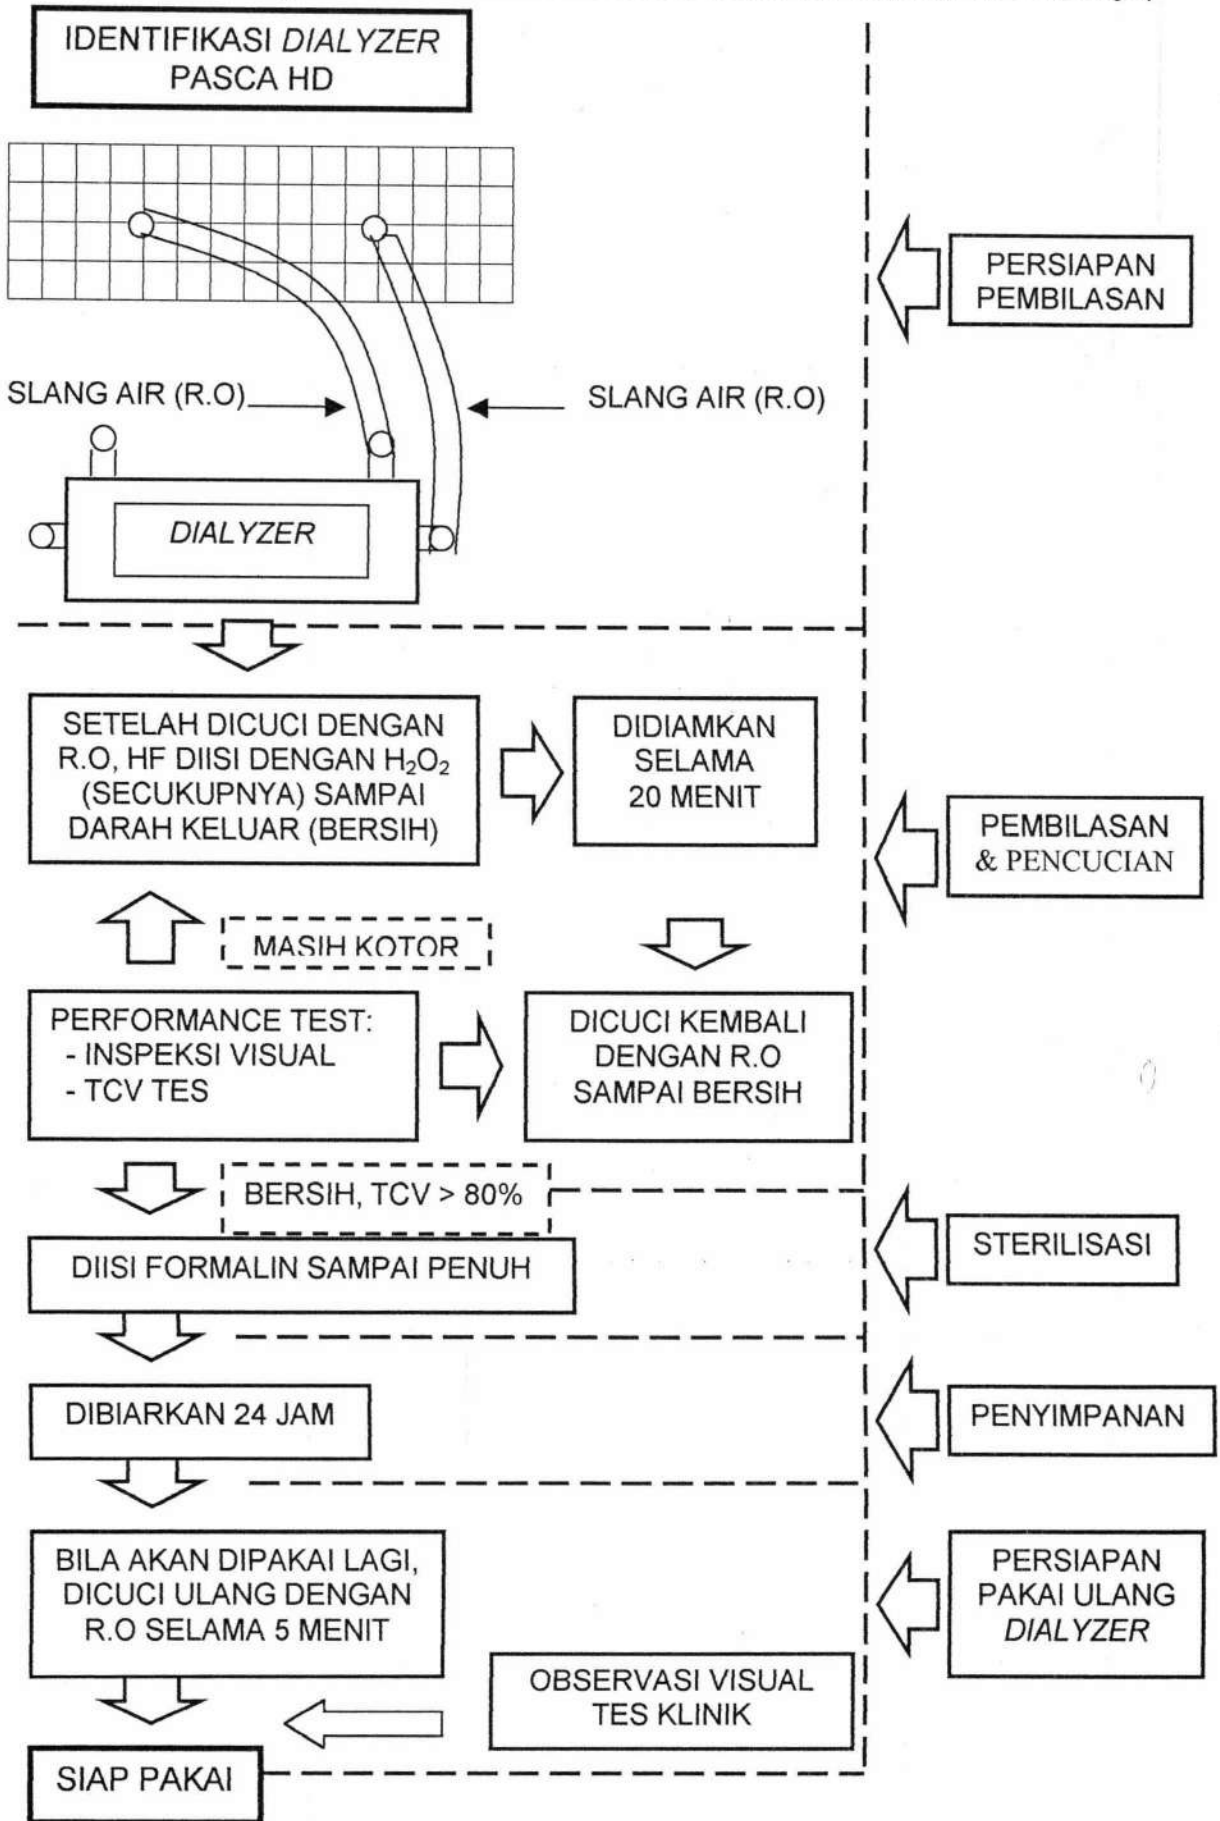 IDENTIFIKASI DIALYZER
PASCA HD
PERSIAPAN
PEMBILASAN
SLANG AIR (R.O)
SLANG AIR (R.O)
DIALYZER
SETELAH DICUCI DENGAN
R.O, HF DIISI DENGAN H₂O₂
(SECUKUPNYA) SAMPAI
DARAH KELUAR (BERSIH)
DIDIAMKAN
SELAMA
20 MENIT
PEMBILASAN
& PENCUCIAN
MASIH KOTOR
PERFORMANCE TEST:
- INSPEKSI VISUAL
- TCV TES
DICUCI KEMBALI
DENGAN R.O
SAMPAI BERSIH
BERSIH, TCV > 80%
DIISI FORMALIN SAMPAI PENUH
STERILISASI
DIBIARKAN 24 JAM
PENYIMPANAN
BILA AKAN DIPAKAI LAGI,
DICUCI ULANG DENGAN
R.O SELAMA 5 MENIT
PERSIAPAN
PAKAI ULANG
DIALYZER
OBSERVASI VISUAL
TES KLINIK
SIAP PAKAI